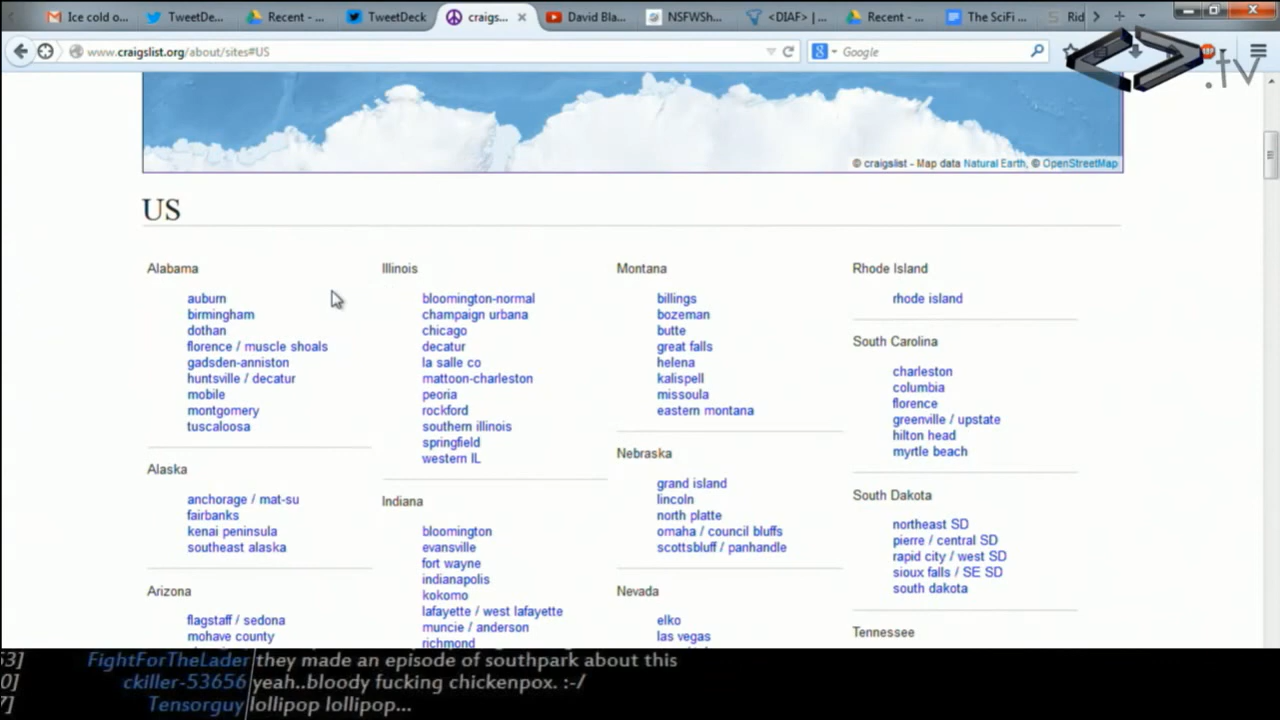 Ice cold o...
TweetDe...
Recent - ...
TweetDeck
craigs...
David Bla...
NSFWSh...
<DIAF> | ...
Recent - ...
The SciFi ...
Rid
www.craigslist.org/about/sites#US
Google
.tv
© craigslist - Map data Natural Earth, © OpenStreetMap
US
Alabama
auburn
birmingham
dothan
florence / muscle shoals
gadsden-anniston
huntsville / decatur
mobile
montgomery
tuscaloosa
Alaska
anchorage / mat-su
fairbanks
kenai peninsula
southeast alaska
Arizona
flagstaff / sedona
mohave county
Illinois
bloomington-normal
champaign urbana
chicago
decatur
la salle co
mattoon-charleston
peoria
rockford
southern illinois
springfield
western IL
Indiana
bloomington
evansville
fort wayne
indianapolis
kokomo
lafayette / west lafayette
muncie / anderson
richmond
Montana
billings
bozeman
butte
great falls
helena
kalispell
missoula
eastern montana
Nebraska
grand island
lincoln
north platte
omaha / council bluffs
scottsbluff / panhandle
Nevada
elko
las vegas
Rhode Island
rhode island
South Carolina
charleston
columbia
florence
greenville / upstate
hilton head
myrtle beach
South Dakota
northeast SD
pierre / central SD
rapid city / west SD
sioux falls / SE SD
south dakota
Tennessee
53] FightForTheLader they made an episode of southpark about this
0] ckiller-53656 yeah..bloody fucking chickenpox. :-/
7] Tensorguy lollipop lollipop...